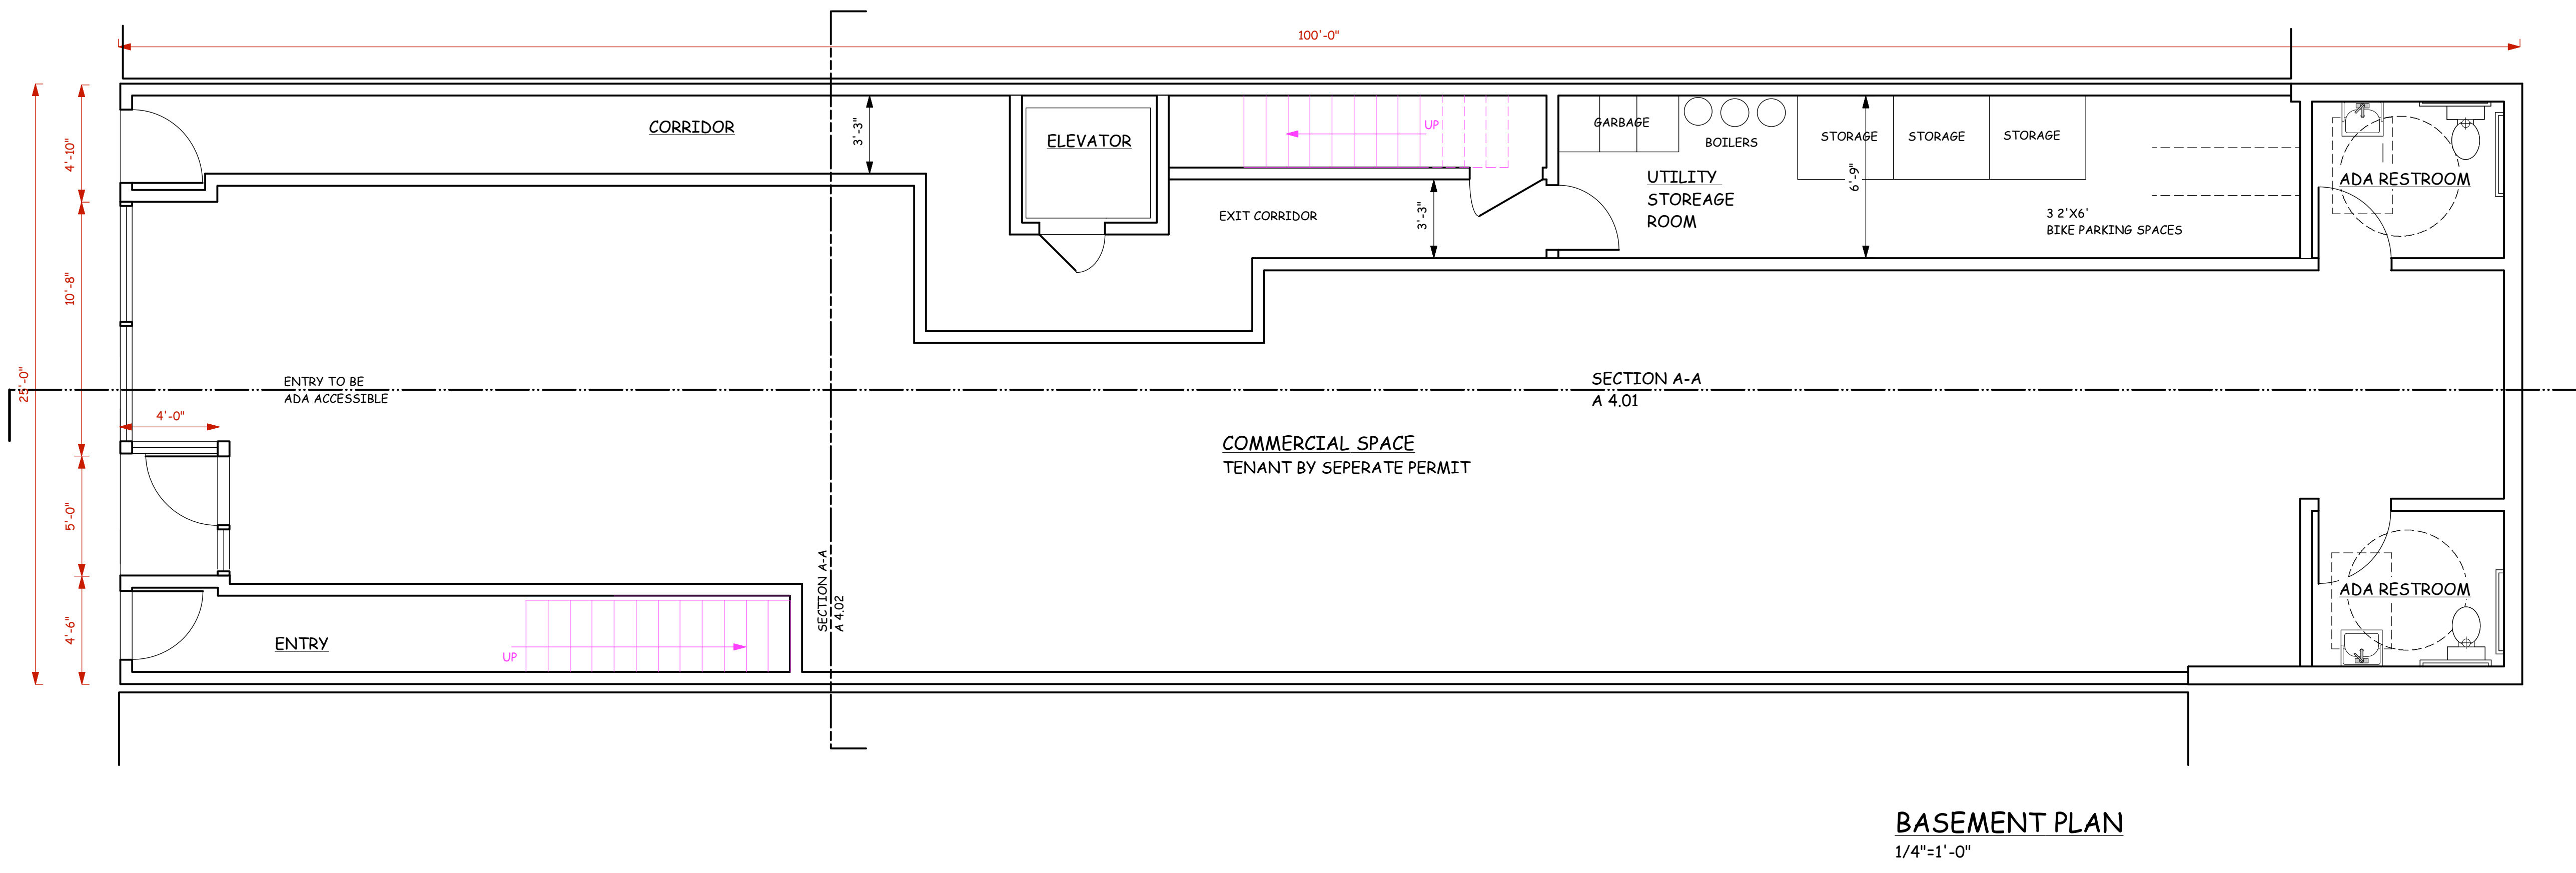 100'-0"
CORRIDOR
3'-3"
ELEVATOR
UP
GARBAGE
BOILERS
STORAGE
STORAGE
STORAGE
6'-9"
UTILITY
STOREAGE
ROOM
ADA RESTROOM
3 2'X6'
BIKE PARKING SPACES
EXIT CORRIDOR
3'-3"
4'-10"
10'-8"
25'-0"
ENTRY TO BE
ADA ACCESSIBLE
4'-0"
SECTION A-A
A 4.01
COMMERCIAL SPACE
TENANT BY SEPERATE PERMIT
5'-0"
4'-6"
ENTRY
UP
SECTION A-A
A 4.02
ADA RESTROOM
BASEMENT PLAN
1/4"=1'-0"